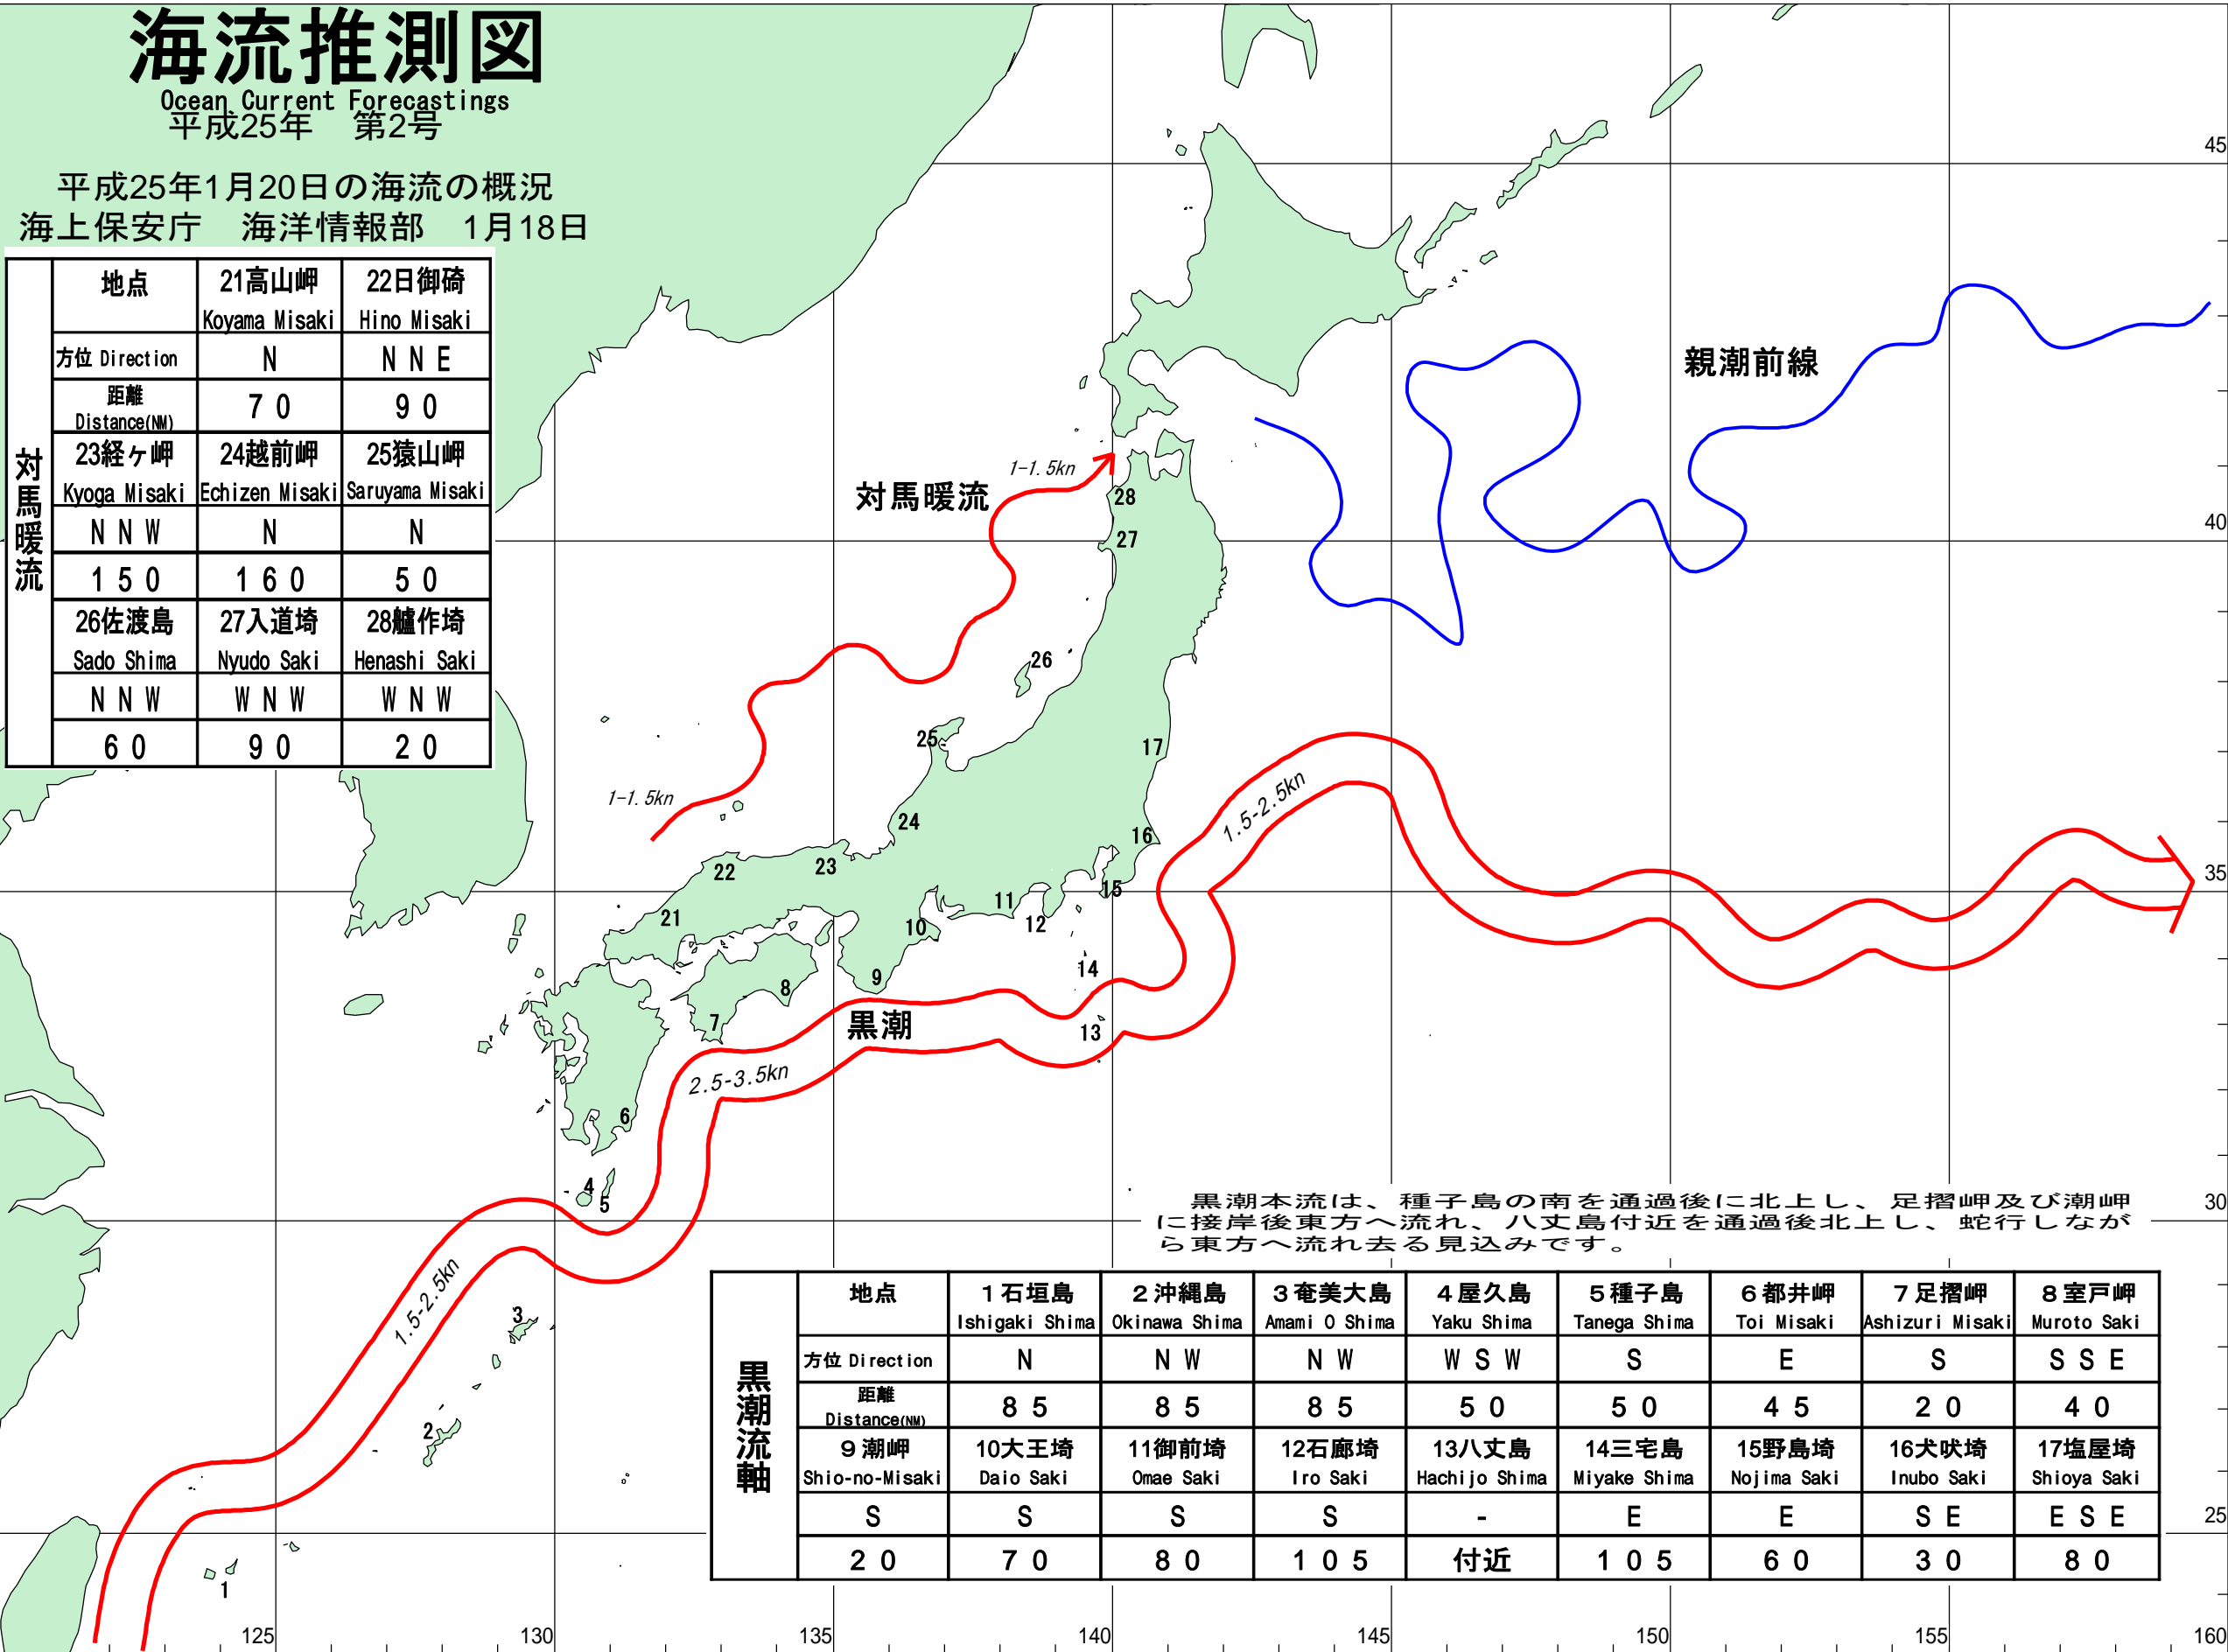 海流推測図
Ocean Current Forecastings
平成25年　第2号
平成25年1月20日の海流の概況
海上保安庁　海洋情報部　1月18日
対馬暖流
地点 21高山岬 22日御碕
Koyama Misaki Hino Misaki
方位 Direction N NNE
距離
Distance(NM) 70 90
23経ヶ岬 24越前岬 25猿山岬
Kyoga Misaki Echizen Misaki Saruyama Misaki
NNW N N
150 160 50
26佐渡島 27入道埼 28艫作埼
Sado Shima Nyudo Saki Henashi Saki
NNW WNW WNW
60 90 20
45
親潮前線
1-1.5kn
対馬暖流
28
40
27
26
25
17
1-1.5kn
1.5-2.5kn
24
16
22
23
35
15
11
21
10
12
14
9
8
黒潮
7
13
2.5-3.5kn
6
4
5
30
黒潮本流は、種子島の南を通過後に北上し、足摺岬及び潮岬
に接岸後東方へ流れ、八丈島付近を通過後北上し、蛇行しなが
ら東方へ流れ去る見込みです。
1.5-2.5kn
3
2
1
黒潮流軸
地点 1石垣島 2沖縄島 3奄美大島 4屋久島 5種子島 6都井岬 7足摺岬 8室戸岬
Ishigaki Shima Okinawa Shima Amami O Shima Yaku Shima Tanega Shima Toi Misaki Ashizuri Misaki Muroto Saki
方位 Direction N NW NW WSW S E S SSE
距離
Distance(NM) 85 85 85 50 50 45 20 40
9潮岬 10大王埼 11御前埼 12石廊埼 13八丈島 14三宅島 15野島埼 16犬吠埼 17塩屋埼
Shio-no-Misaki Daio Saki Omae Saki Iro Saki Hachijo Shima Miyake Shima Nojima Saki Inubo Saki Shioya Saki
S S S S - E E SE ESE
20 70 80 105 付近 105 60 30 80
25
125 130 135 140 145 150 155 160